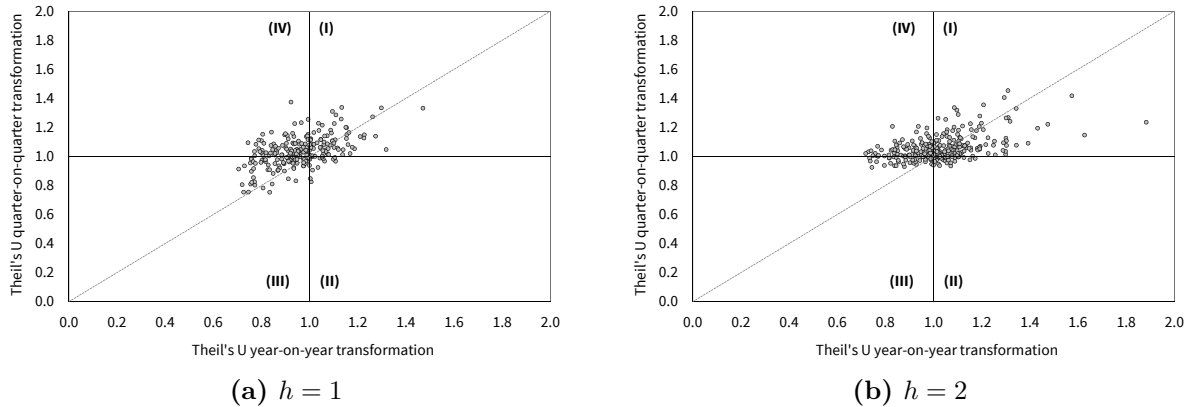 Theil's U quarter-on-quarter transformation
2.0
1.8
1.6
1.4
1.2
1.0
0.8
0.6
0.4
0.2
0.0
(IV) (I)
(III) (II)
0.0 0.2 0.4 0.6 0.8 1.0 1.2 1.4 1.6 1.8 2.0
Theil's U year-on-year transformation
(a) h = 1
Theil's U quarter-on-quarter transformation
2.0
1.8
1.6
1.4
1.2
1.0
0.8
0.6
0.4
0.2
0.0
(IV) (I)
(III) (II)
0.0 0.2 0.4 0.6 0.8 1.0 1.2 1.4 1.6 1.8 2.0
Theil's U year-on-year transformation
(b) h = 2